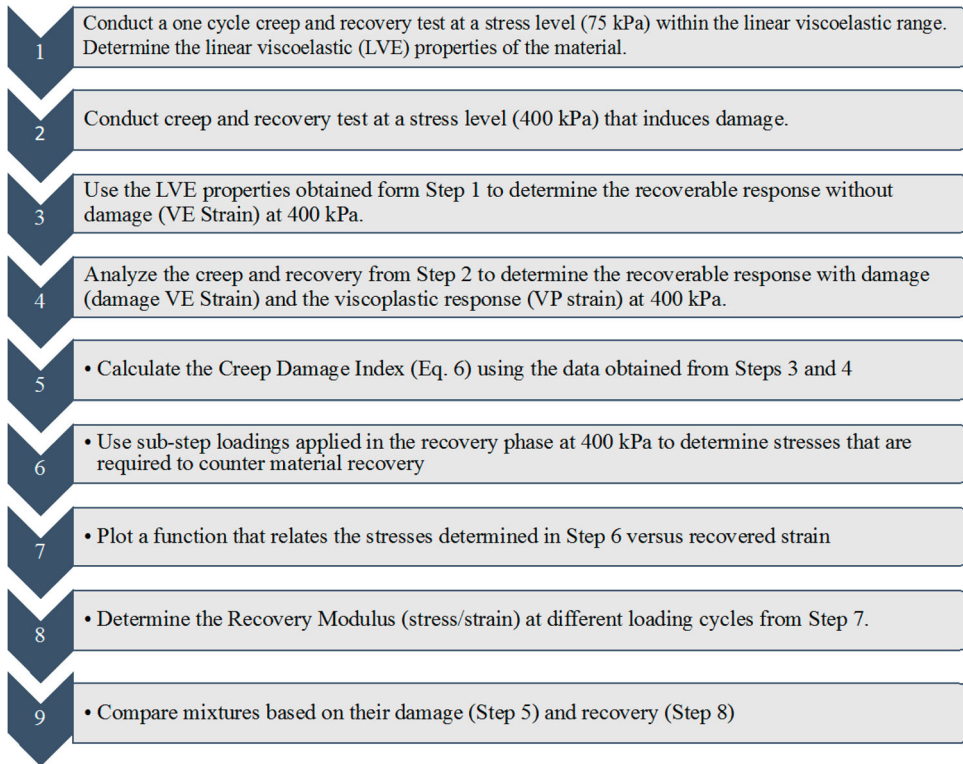 1
Conduct a one cycle creep and recovery test at a stress level (75 kPa) within the linear viscoelastic range.
Determine the linear viscoelastic (LVE) properties of the material.
2
Conduct creep and recovery test at a stress level (400 kPa) that induces damage.
3
Use the LVE properties obtained form Step 1 to determine the recoverable response without
damage (VE Strain) at 400 kPa.
4
Analyze the creep and recovery from Step 2 to determine the recoverable response with damage
(damage VE Strain) and the viscoplastic response (VP strain) at 400 kPa.
5
• Calculate the Creep Damage Index (Eq. 6) using the data obtained from Steps 3 and 4
6
• Use sub-step loadings applied in the recovery phase at 400 kPa to determine stresses that are
required to counter material recovery
7
• Plot a function that relates the stresses determined in Step 6 versus recovered strain
8
• Determine the Recovery Modulus (stress/strain) at different loading cycles from Step 7.
9
• Compare mixtures based on their damage (Step 5) and recovery (Step 8)